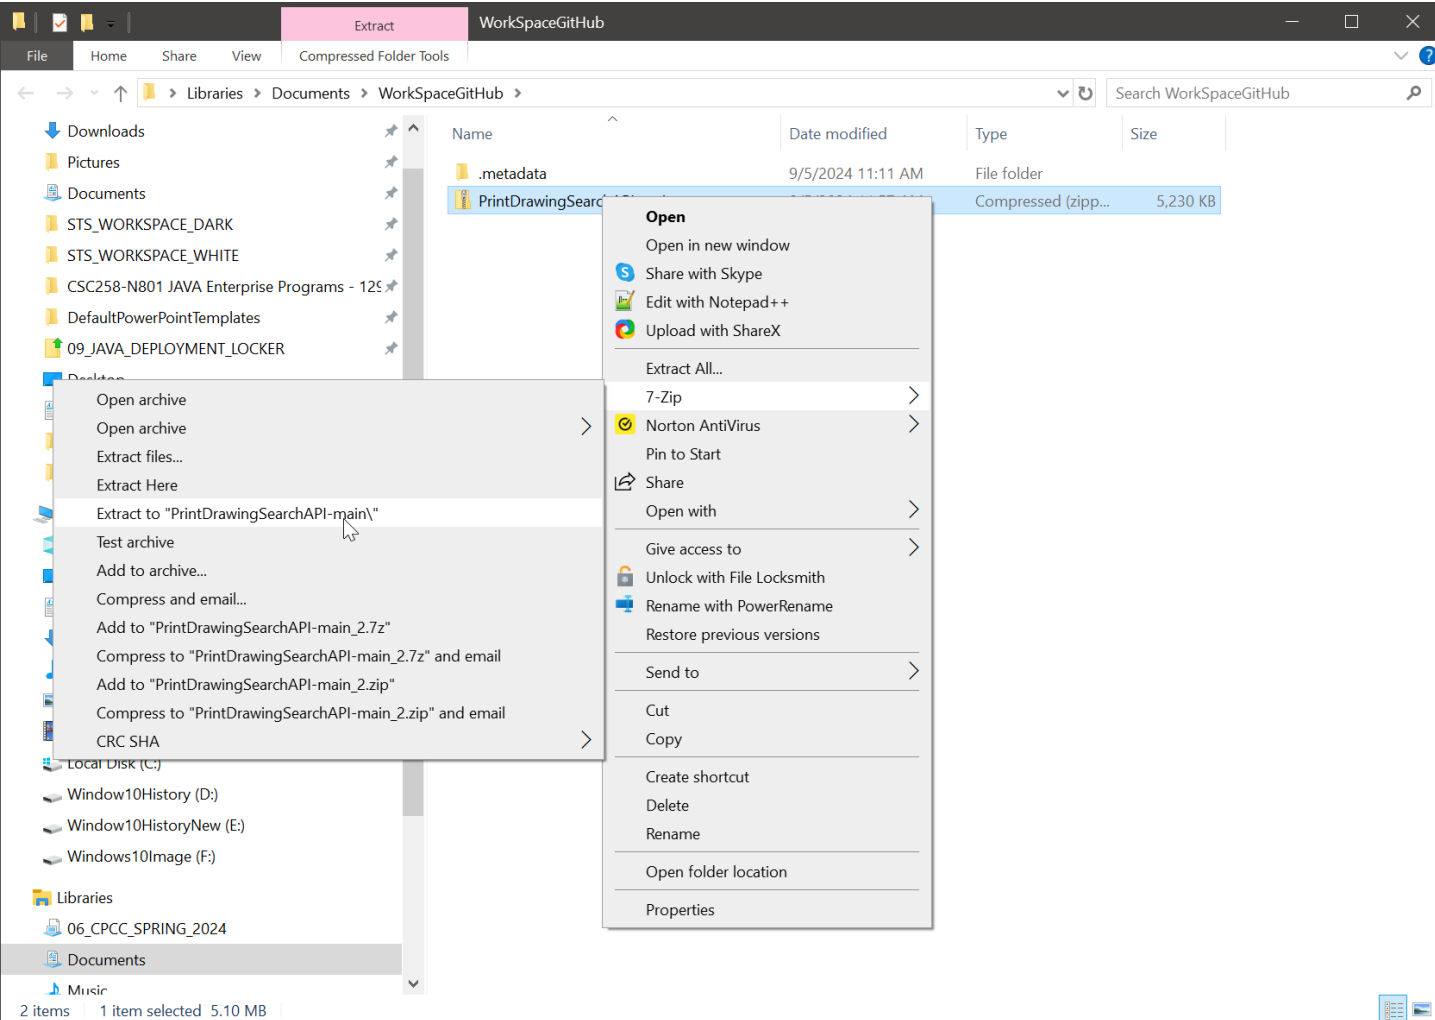 Extract
WorkSpaceGitHub
File
Home
Share
View
Compressed Folder Tools
?
Libraries
Documents
WorkSpaceGitHub
Search WorkSpaceGitHub
Downloads
Pictures
Documents
STS_WORKSPACE_DARK
STS_WORKSPACE_WHITE
CSC258-N801 JAVA Enterprise Programs - 129
DefaultPowerPointTemplates
09_JAVA_DEPLOYMENT_LOCKER
Desktop
Name
Date modified
Type
Size
.metadata
9/5/2024 11:11 AM
File folder
PrintDrawingSearc
Compressed (zipp...
5,230 KB
Open
Open in new window
Share with Skype
Edit with Notepad++
Upload with ShareX
Extract All...
7-Zip
Norton AntiVirus
Pin to Start
Share
Open with
Give access to
Unlock with File Locksmith
Rename with PowerRename
Restore previous versions
Send to
Cut
Copy
Create shortcut
Delete
Rename
Open folder location
Properties
Open archive
Open archive
Extract files...
Extract Here
Extract to "PrintDrawingSearchAPI-main\"
Test archive
Add to archive...
Compress and email...
Add to "PrintDrawingSearchAPI-main_2.7z"
Compress to "PrintDrawingSearchAPI-main_2.7z" and email
Add to "PrintDrawingSearchAPI-main_2.zip"
Compress to "PrintDrawingSearchAPI-main_2.zip" and email
CRC SHA
Local Disk (C:)
Window10History (D:)
Window10HistoryNew (E:)
Windows10Image (F:)
Libraries
06_CPCC_SPRING_2024
Documents
Music
2 items
1 item selected 5.10 MB